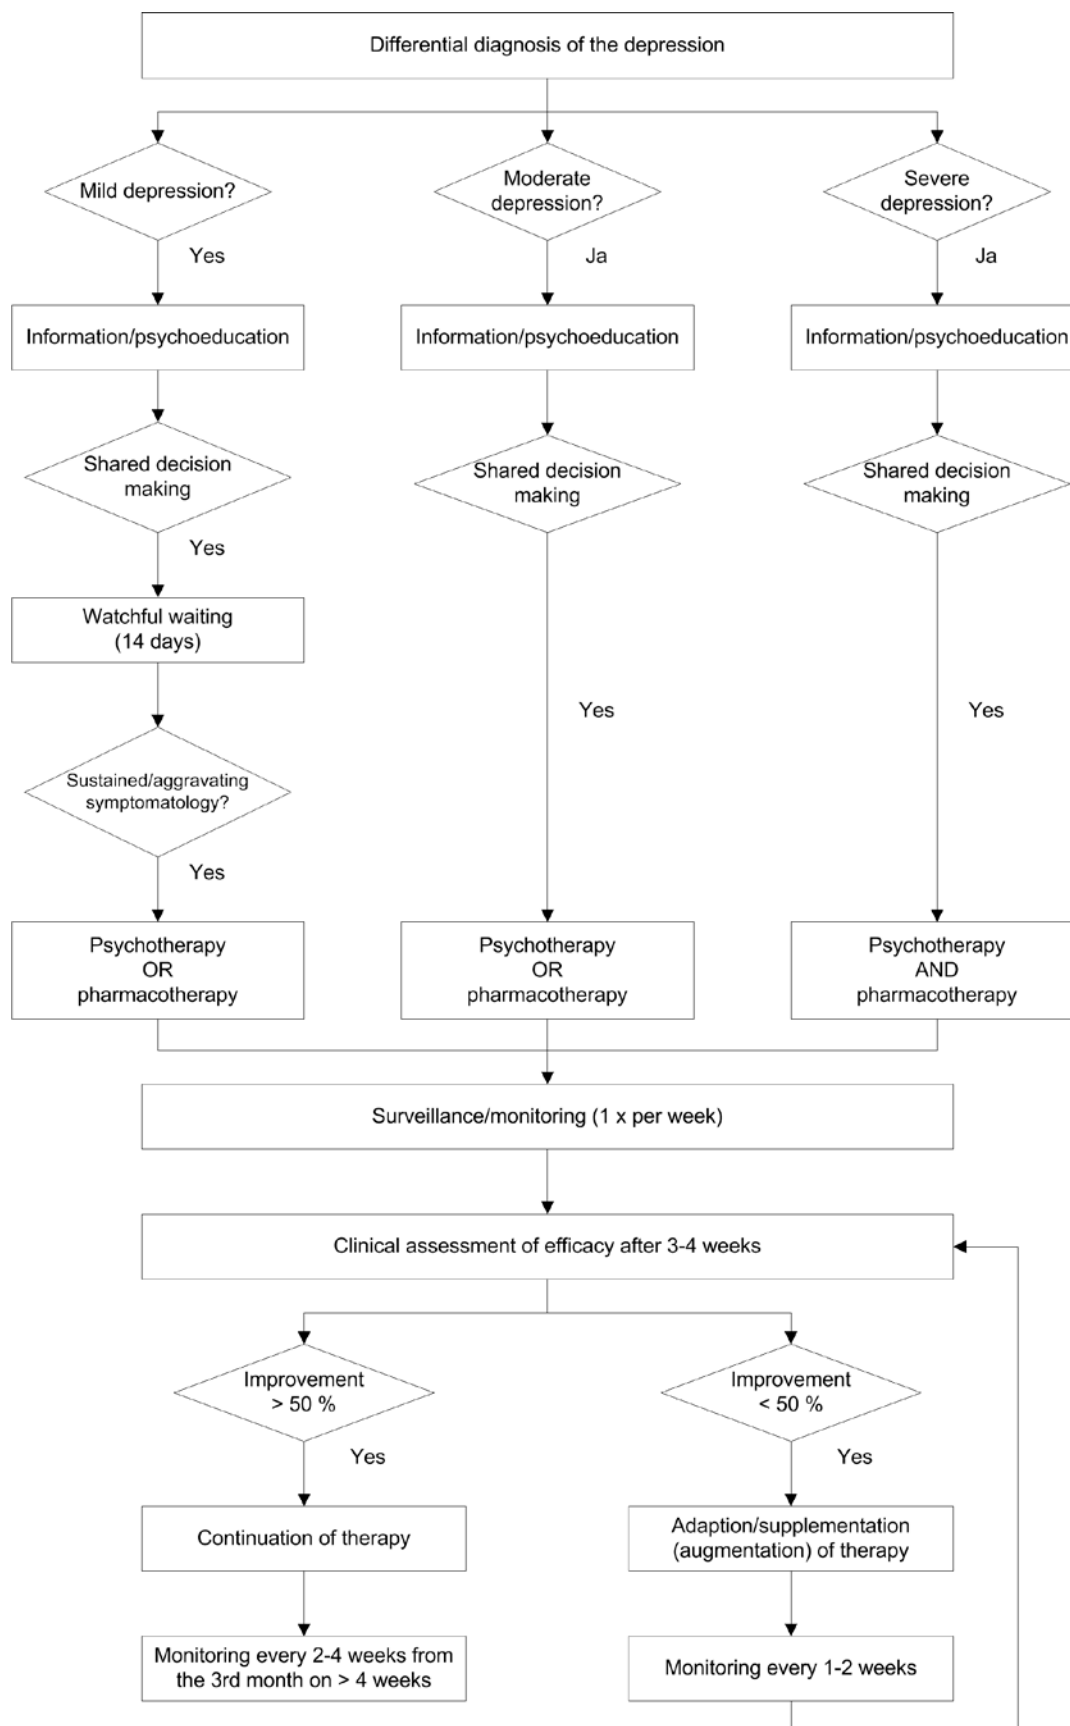 Differential diagnosis of the depression
Mild depression?
Moderate
depression?
Severe
depression?
Yes
Ja
Ja
Information/psychoeducation
Information/psychoeducation
Information/psychoeducation
Shared decision
making
Shared decision
making
Shared decision
making
Yes
Watchful waiting
(14 days)
Yes
Yes
Sustained/aggravating
symptomatology?
Yes
Psychotherapy
OR
pharmacotherapy
Psychotherapy
OR
pharmacotherapy
Psychotherapy
AND
pharmacotherapy
Surveillance/monitoring (1 x per week)
Clinical assessment of efficacy after 3-4 weeks
Improvement
> 50 %
Improvement
< 50 %
Yes
Yes
Continuation of therapy
Adaption/supplementation
(augmentation) of therapy
Monitoring every 2-4 weeks from
the 3rd month on > 4 weeks
Monitoring every 1-2 weeks